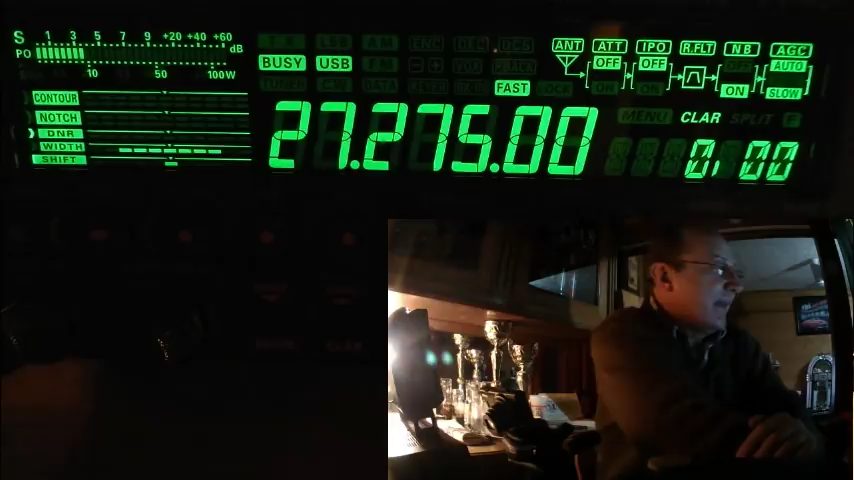 S 1 3 5 7 9 +20 +40 +60 dB
PO 10 50 100W
BUSY USB
FAST
ANT ATT IPO R.FLT NB AGC
OFF OFF AUTO
ON SLOW
CONTOUR
NOTCH
DNR
WIDTH
SHIFT
27.275.00
MENU CLAR SPLIT
0.00